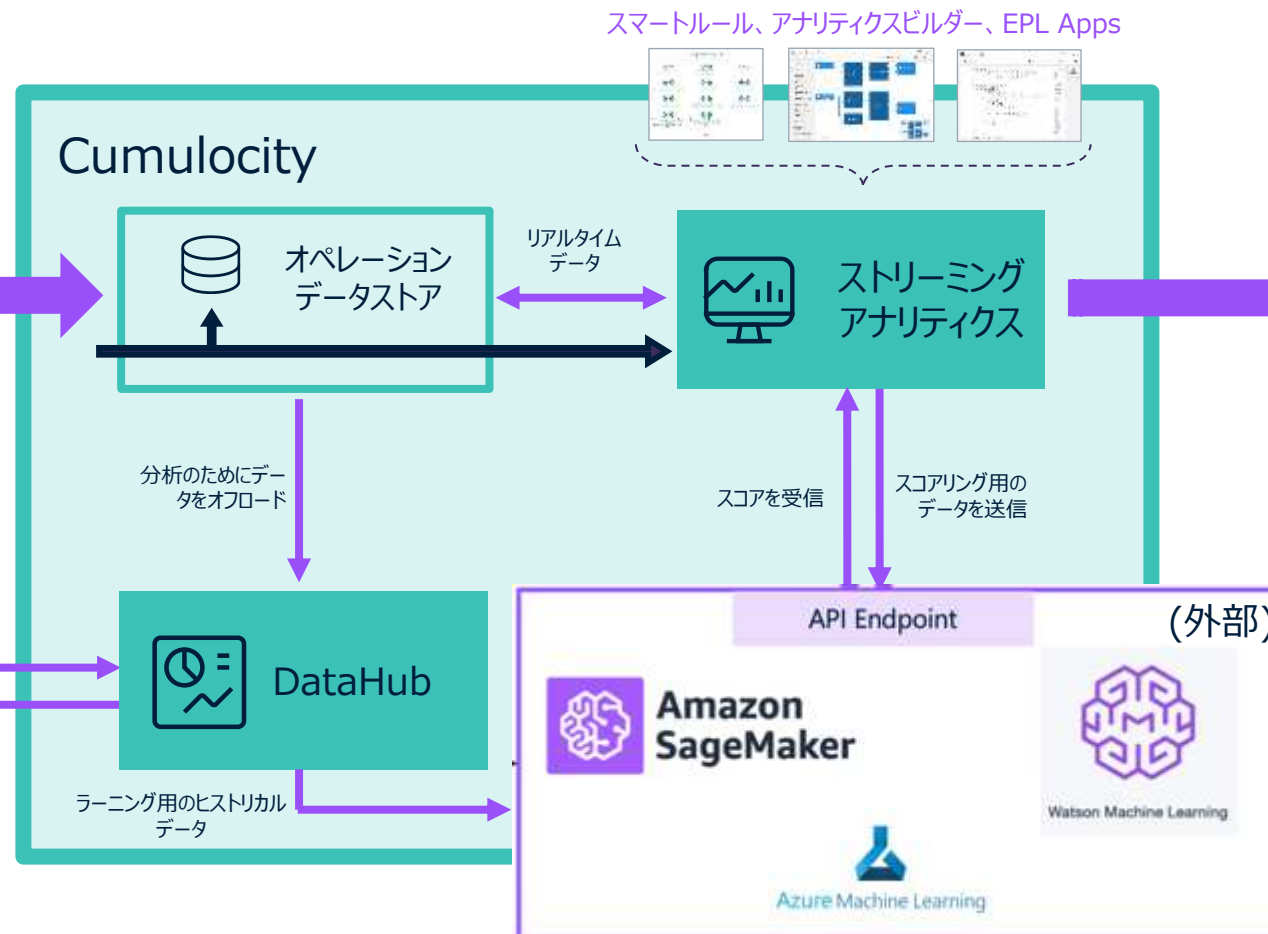 スマートルール、アナリティクスビルダー、EPL Apps
Cumulocity
オペレーション
データストア
リアルタイム
データ
ストリーミング
アナリティクス
分析のためにデー
タをオフロード
スコアを受信
スコアリング用の
データを送信
API Endpoint
(外部)
DataHub
Amazon
SageMaker
Watson Machine Learning
ラーニング用のヒストリカル
データ
Azure Machine Learning